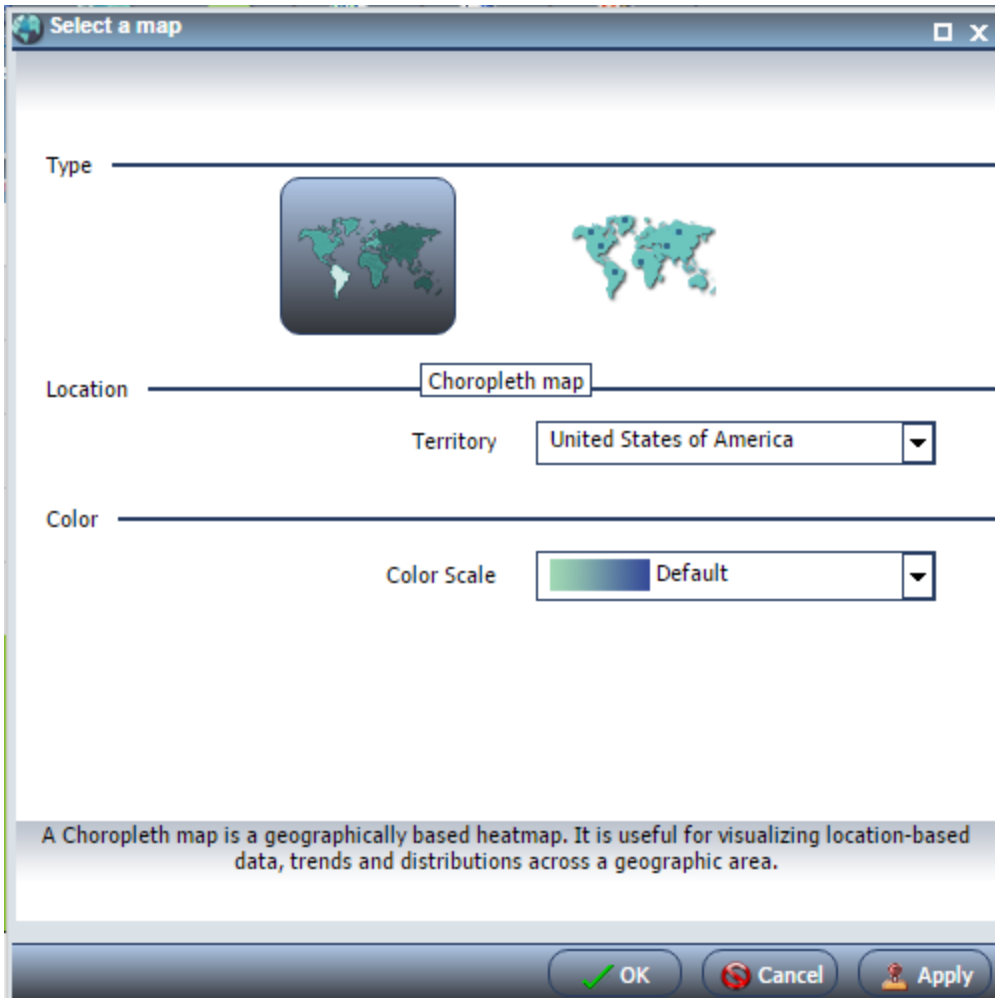 Select a map
Type
Choropleth map
Location
Territory United States of America
Color
Color Scale Default
A Choropleth map is a geographically based heatmap. It is useful for visualizing location-based
data, trends and distributions across a geographic area.
OK Cancel Apply